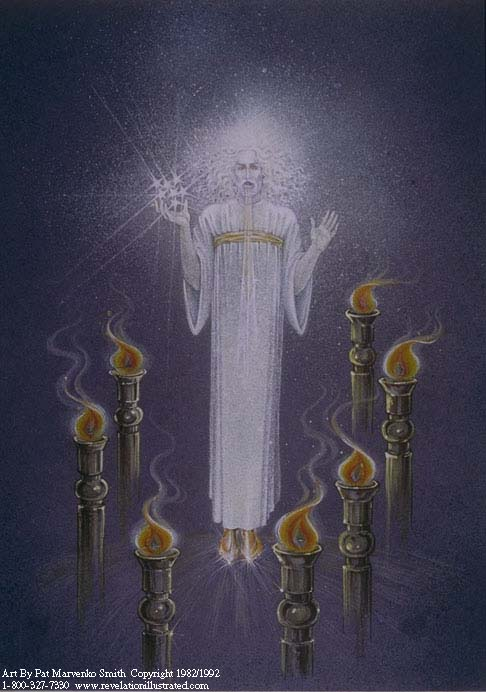 Art By Pat Marvenko Smith Copyright 1982/1992
1-800-327-7330 www.revelationillustrated.com